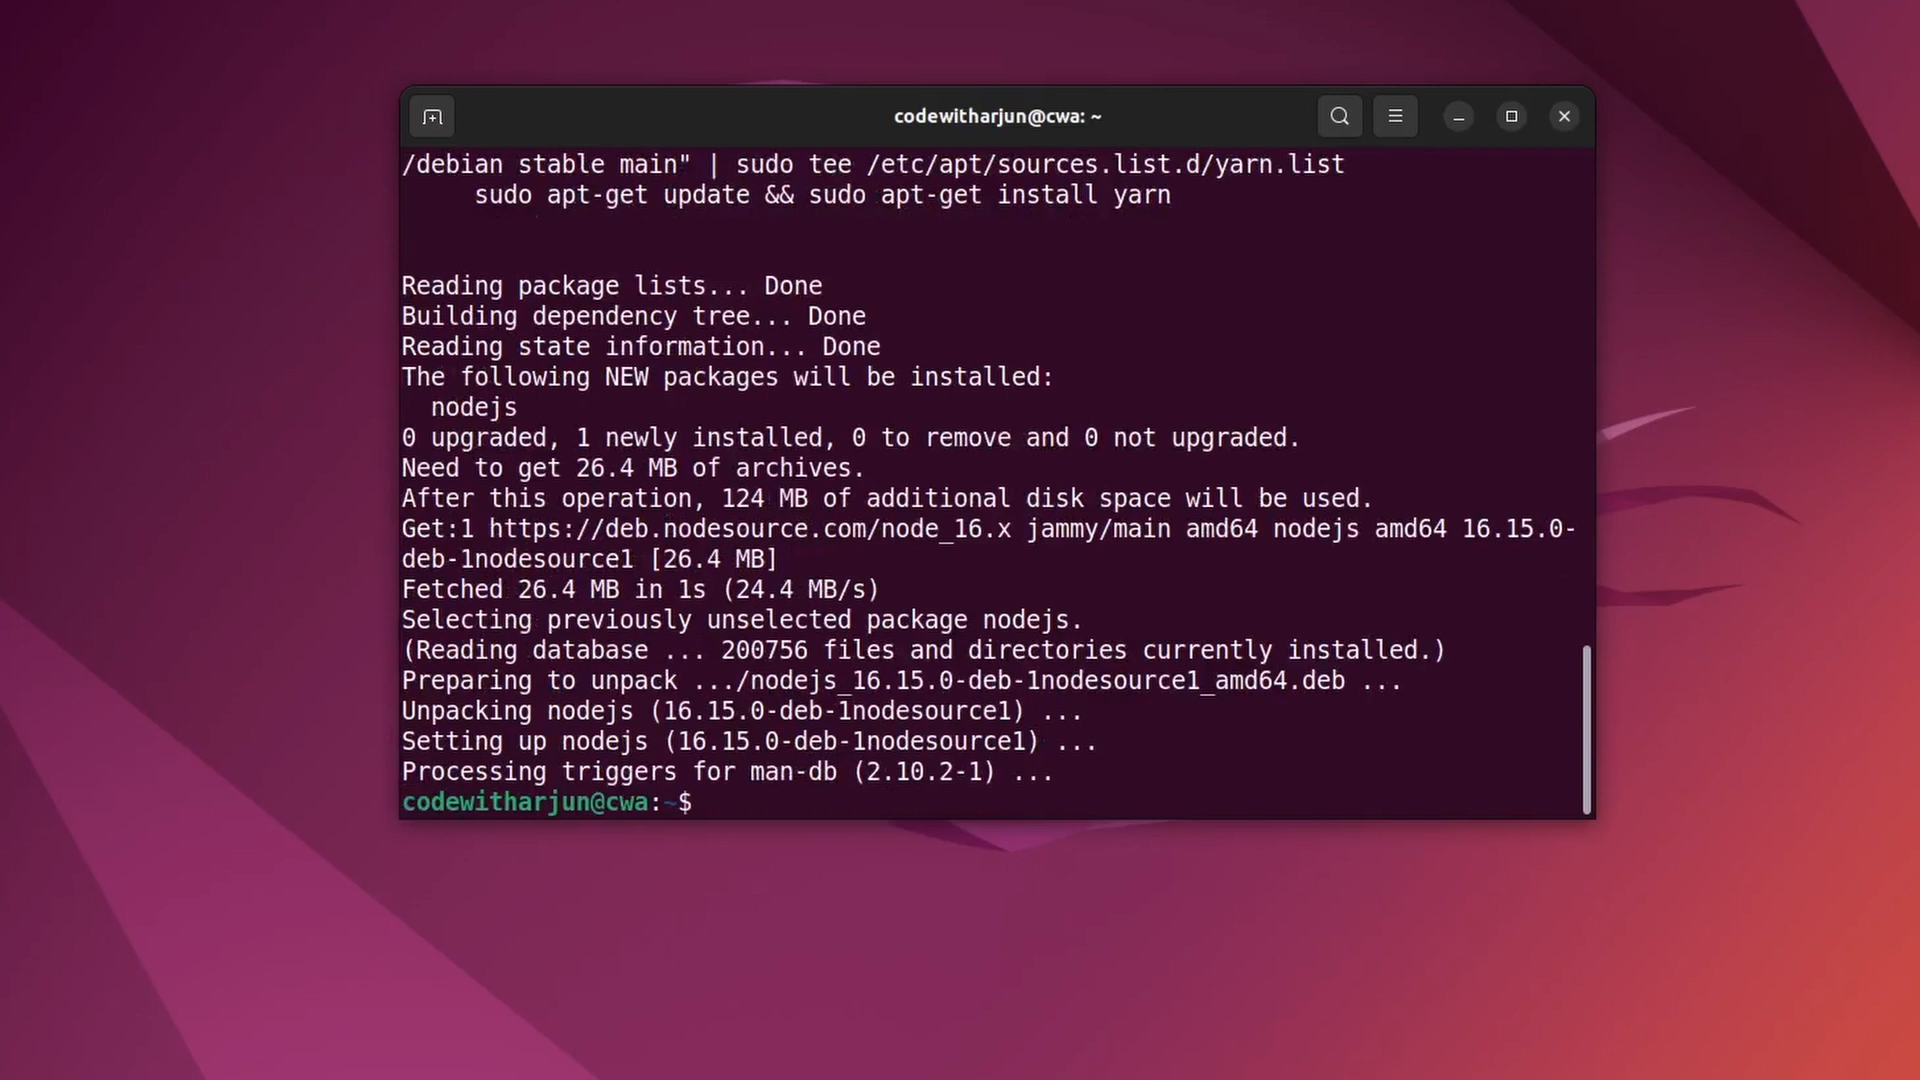 codewitharjun@cwa: ~
/debian stable main" | sudo tee /etc/apt/sources.list.d/yarn.list
     sudo apt-get update && sudo apt-get install yarn
Reading package lists... Done
Building dependency tree... Done
Reading state information... Done
The following NEW packages will be installed:
  nodejs
0 upgraded, 1 newly installed, 0 to remove and 0 not upgraded.
Need to get 26.4 MB of archives.
After this operation, 124 MB of additional disk space will be used.
Get:1 https://deb.nodesource.com/node_16.x jammy/main amd64 nodejs amd64 16.15.0-
deb-1nodesource1 [26.4 MB]
Fetched 26.4 MB in 1s (24.4 MB/s)
Selecting previously unselected package nodejs.
(Reading database ... 200756 files and directories currently installed.)
Preparing to unpack .../nodejs_16.15.0-deb-1nodesource1_amd64.deb ...
Unpacking nodejs (16.15.0-deb-1nodesource1) ...
Setting up nodejs (16.15.0-deb-1nodesource1) ...
Processing triggers for man-db (2.10.2-1) ...
codewitharjun@cwa:~$